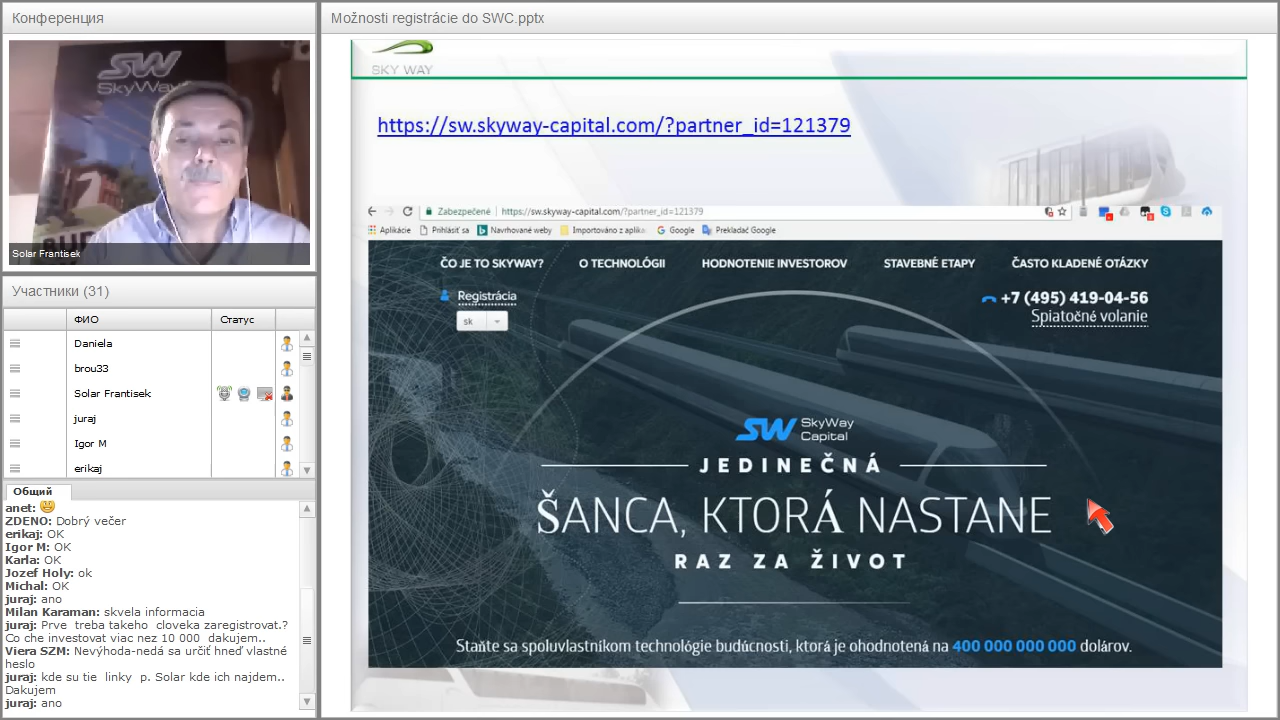 Конференция
SW
SkyWay
Solar Frantisek
Участники (31)
ФИО
Статус
Daniela
brou33
Solar Frantisek
juraj
Igor M
erikaj
Общий
anet:
ZDENO: Dobrý večer
erikaj: OK
Igor M: OK
Karla: OK
Jozef Holy: ok
Michal: OK
juraj: ano
Milan Karaman: skvela informacia
juraj: Prve treba takeho cloveka zaregistrovat.?
Co che investovat viac nez 10 000 dakujem..
Viera SZM: Nevýhoda-nedá sa určiť hneď vlastné
heslo
juraj: kde su tie linky p. Solar kde ich najdem..
Dakujem
juraj: ano
Možnosti registrácie do SWC.pptx
SKY WAY
https://sw.skyway-capital.com/?partner_id=121379
Zabezpečené
https://sw.skyway-capital.com/?partner_id=121379
Aplikácie
Prihlásiť sa
Navrhované weby
Importováno z aplika
Google
Prekladač Google
ČO JE TO SKYWAY?
O TECHNOLÓGII
HODNOTENIE INVESTOROV
STAVEBNÉ ETAPY
ČASTO KLADENÉ OTÁZKY
Registrácia
sk
+7 (495) 419-04-56
Spiatočné volanie
SW SkyWay
Capital
JEDINEČNÁ
ŠANCA, KTORÁ NASTANE
RAZ ZA ŽIVOT
Staňte sa spoluvlastníkom technológie budúcnosti, ktorá je ohodnotená na 400 000 000 000 dolárov.